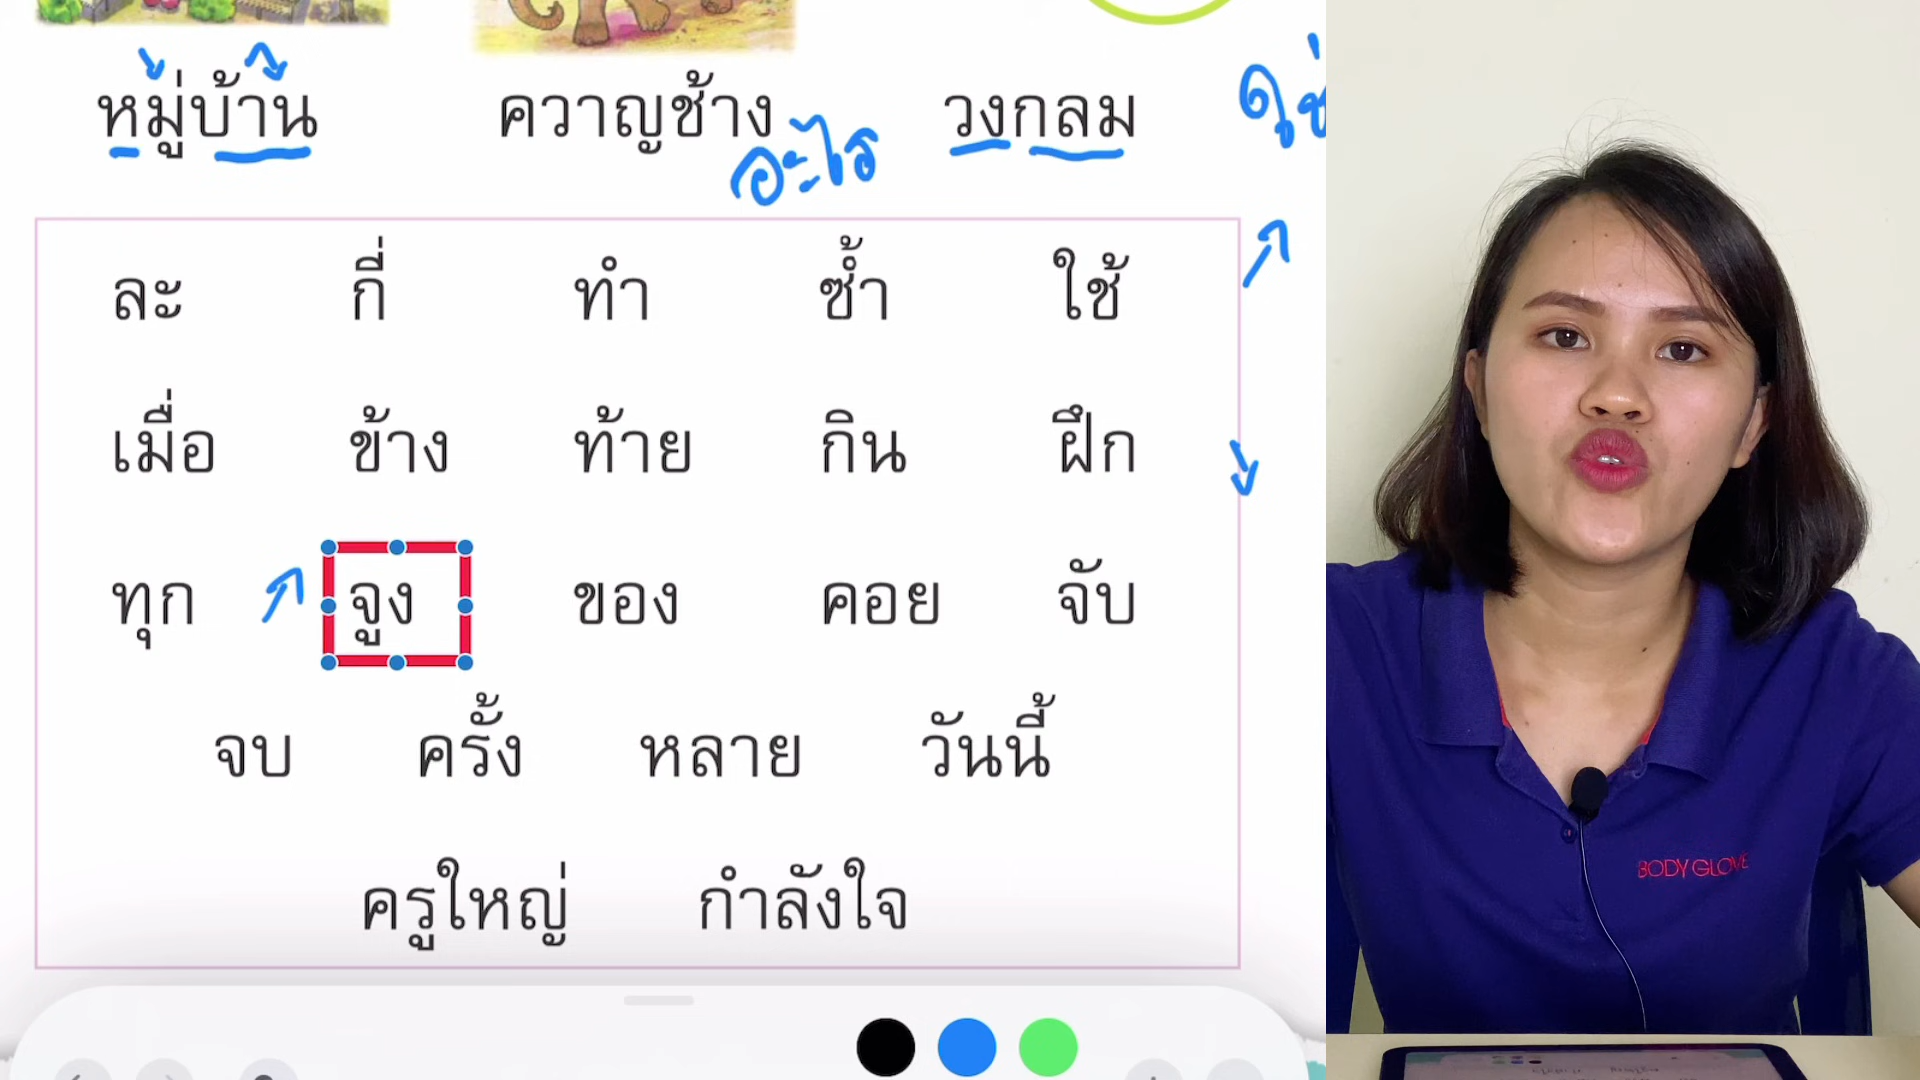 หมู่บ้าน ควาญช้าง วงกลม
อะไร
ละ กี่ ทำ ซ้ำ ใช้
เมื่อ ข้าง ท้าย กิน ฝึก
ทุก จูง ของ คอย จับ
จบ ครั้ง หลาย วันนี้
ครูใหญ่ กำลังใจ
BODY GLOVE